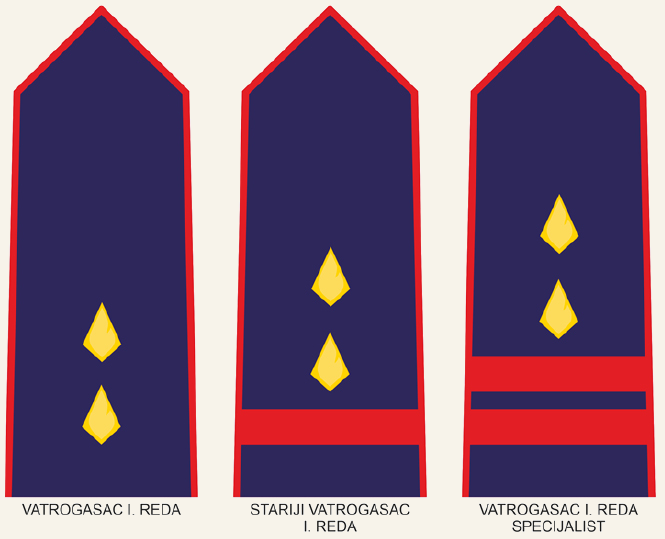 VATROGASAC I. REDA
STARIJI VATROGASAC
I. REDA
VATROGASAC I. REDA
SPECIJALIST